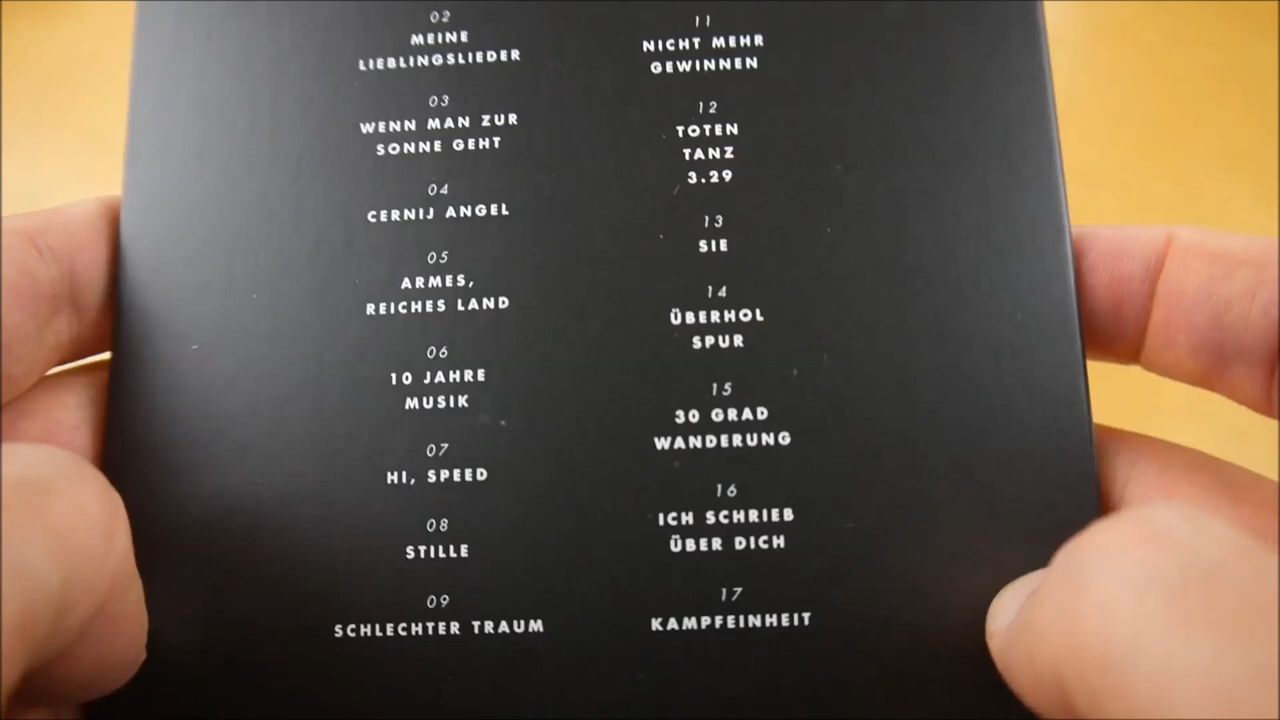 02
MEINE
LIEBLINGSLIEDER
03
WENN MAN ZUR
SONNE GEHT
04
CERNIJ ANGEL
05
ARMES,
REICHES LAND
06
10 JAHRE
MUSIK
07
HI, SPEED
08
STILLE
09
SCHLECHTER TRAUM
11
NICHT MEHR
GEWINNEN
12
TOTEN
TANZ
3.29
13
SIE
14
ÜBERHOL
SPUR
15
30 GRAD
WANDERUNG
16
ICH SCHRIEB
ÜBER DICH
17
KAMPFEINHEIT